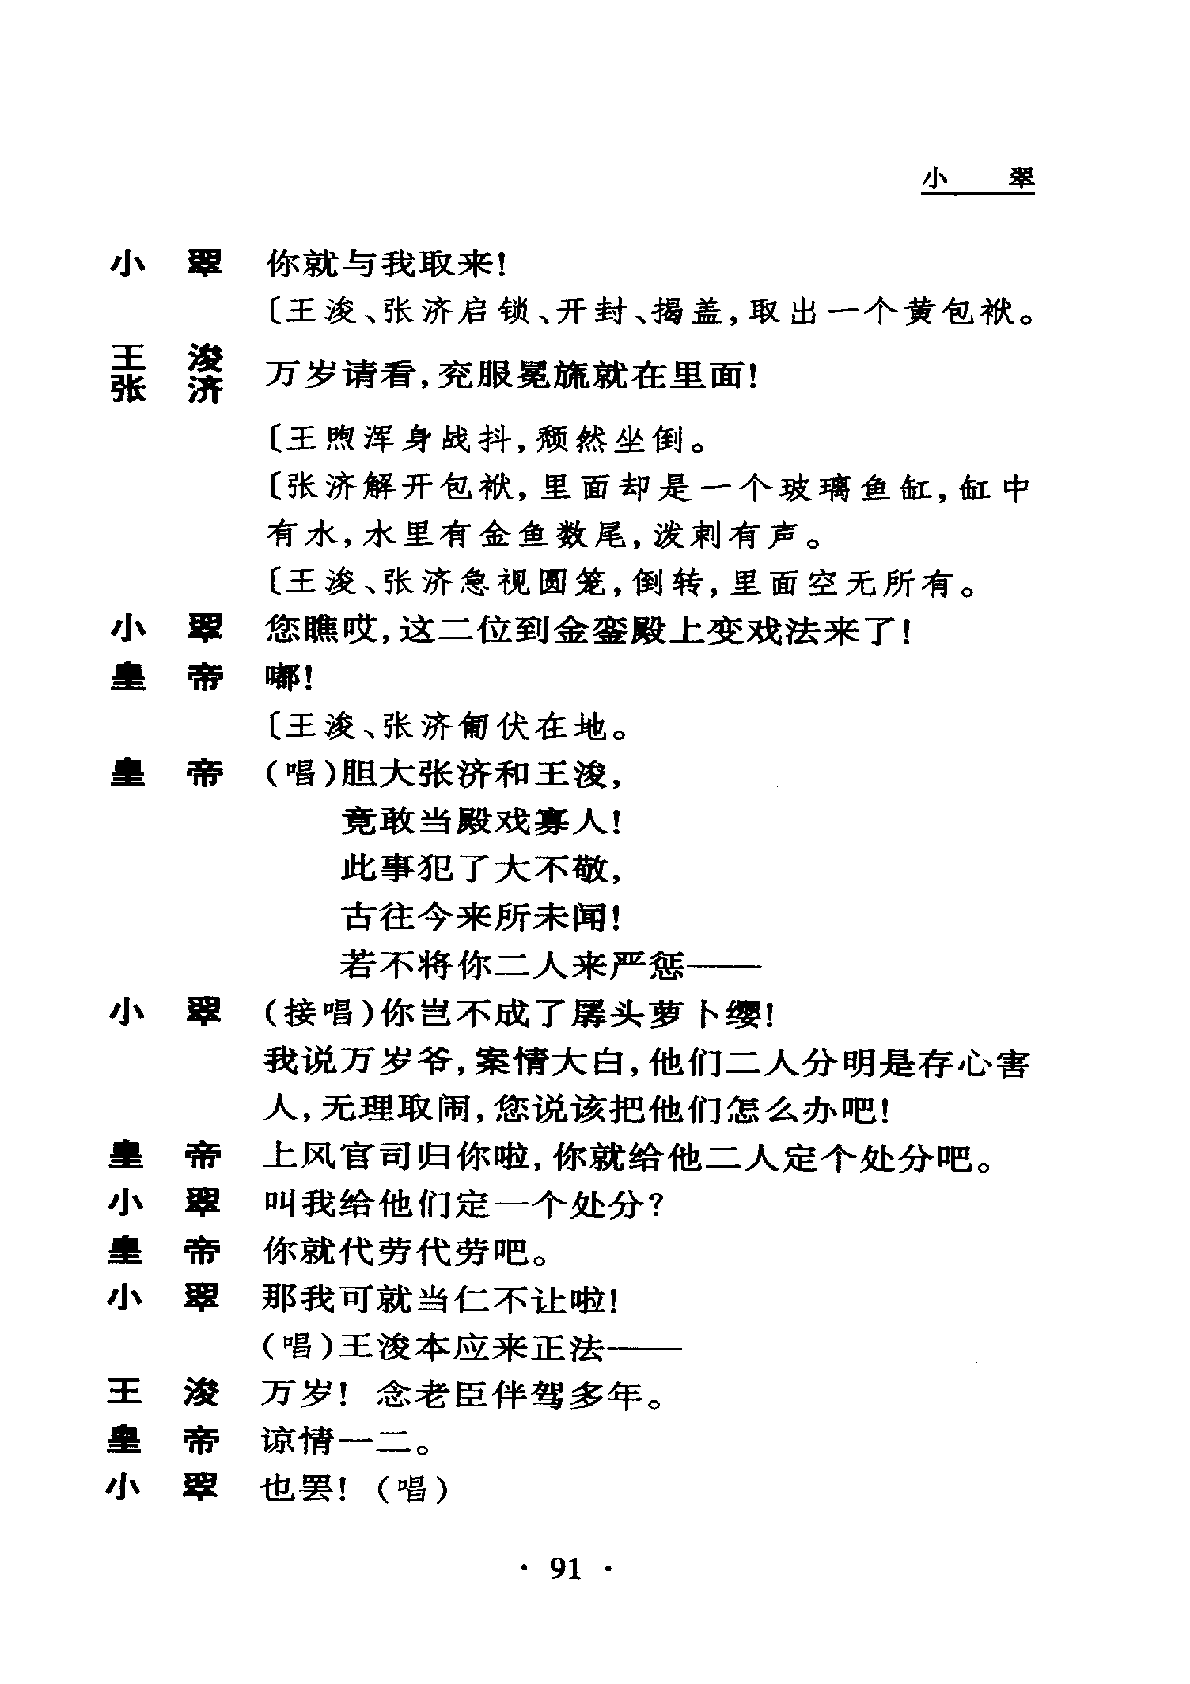 小　　翠
小　翠　你就与我取来！
〔王浚、张济启锁、开封、揭盖，取出一个黄包袱。
王　浚
张　济　万岁请看，兖服冕旒就在里面！
〔王煦浑身战抖，颓然坐倒。
〔张济解开包袱，里面却是一个玻璃鱼缸，缸中
有水，水里有金鱼数尾，泼刺有声。
〔王浚、张济急视圆笼，倒转，里面空无所有。
小　翠　您瞧哎，这二位到金銮殿上变戏法来了！
皇　帝　嘟！
〔王浚、张济匍伏在地。
皇　帝　（唱）胆大张济和王浚，
竟敢当殿戏寡人！
此事犯了大不敬，
古往今来所未闻！
若不将你二人来严惩——
小　翠　（接唱）你岂不成了孱头萝卜缨！
我说万岁爷，案情大白，他们二人分明是存心害
人，无理取闹，您说该把他们怎么办吧！
皇　帝　上风官司归你啦，你就给他二人定个处分吧。
小　翠　叫我给他们定一个处分？
皇　帝　你就代劳代劳吧。
小　翠　那我可就当仁不让啦！
（唱）王浚本应来正法——
王　浚　万岁！念老臣伴驾多年。
皇　帝　谅情一二。
小　翠　也罢！（唱）
· 91 ·